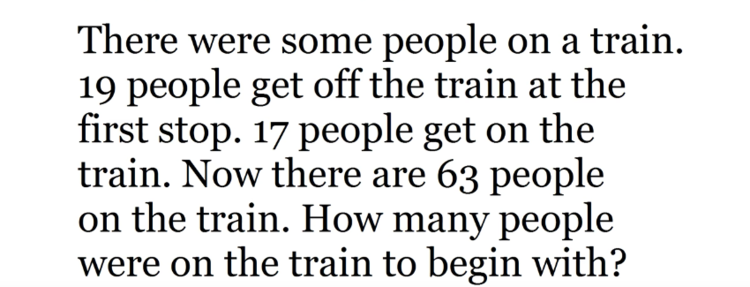 There were some people on a train.
19 people get off the train at the
first stop. 17 people get on the
train. Now there are 63 people
on the train. How many people
were on the train to begin with?